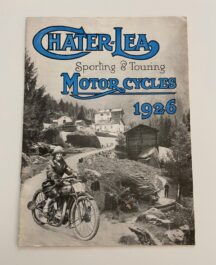 CHATER-LEA
Sporting & Touring
MOTOR CYCLES
1926